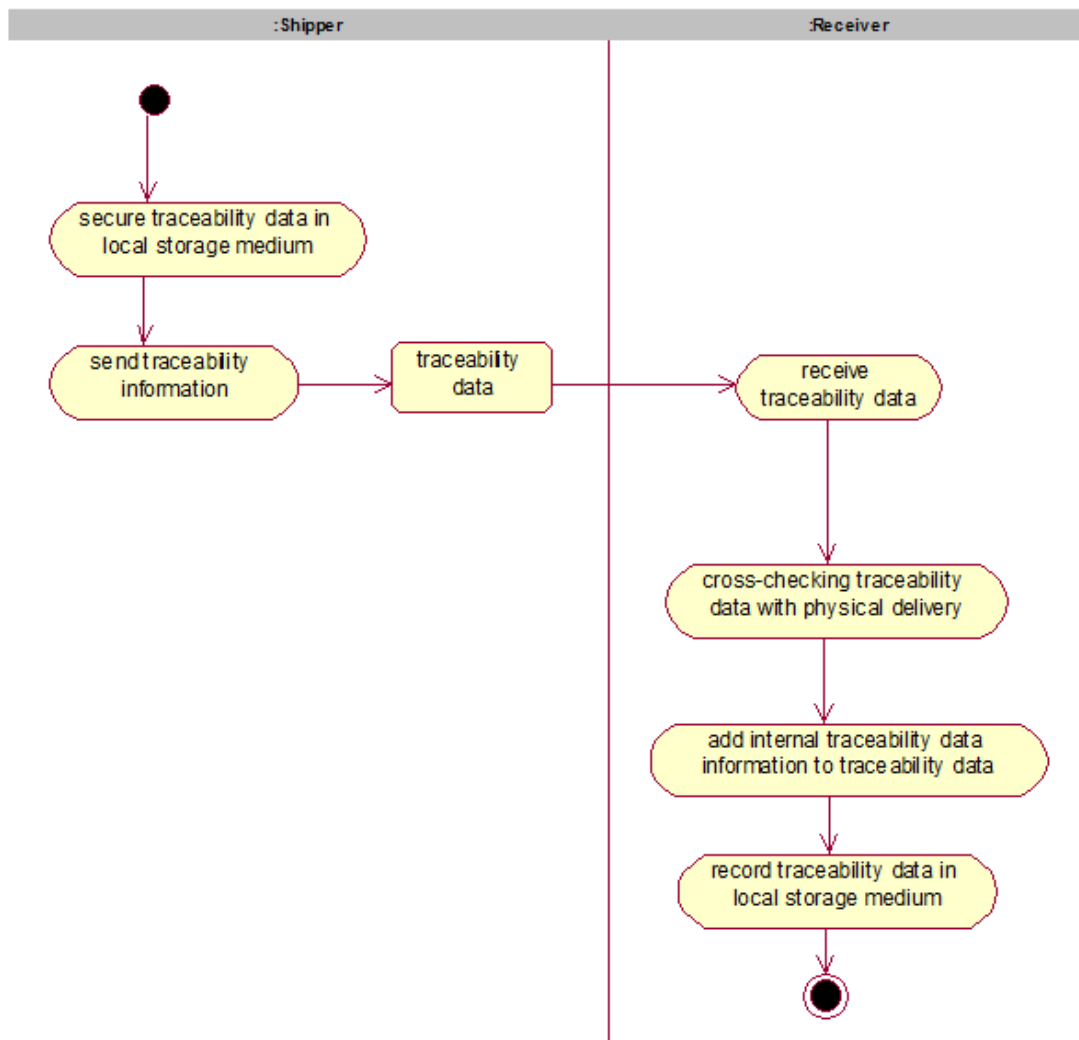 :Shipper
:Receiver
secure traceability data in
local storage medium
send traceability
information
traceability
data
receive
traceability data
cross-checking traceability
data with physical delivery
add internal traceability data
information to traceability data
record traceability data in
local storage medium